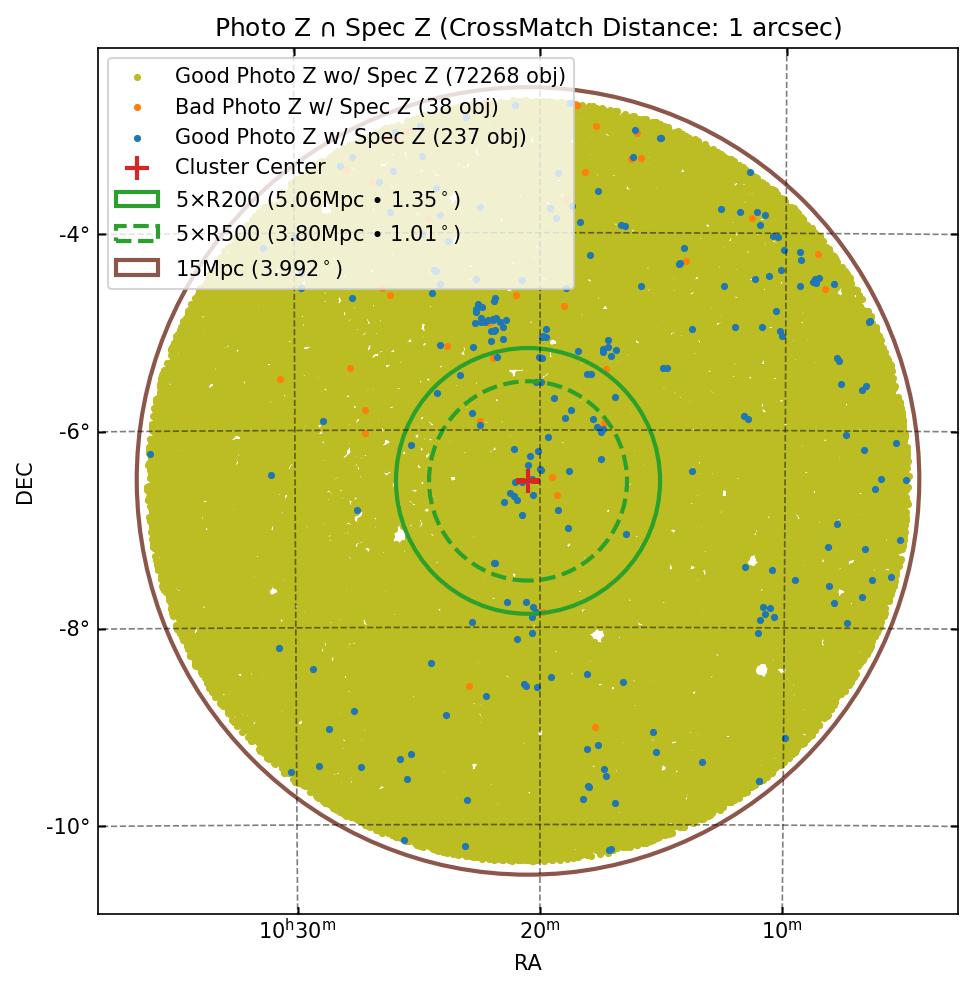 Photo Z ∩ Spec Z (CrossMatch Distance: 1 arcsec)
Good Photo Z wo/ Spec Z (72268 obj)
Bad Photo Z w/ Spec Z (38 obj)
Good Photo Z w/ Spec Z (237 obj)
Cluster Center
5×R200 (5.06Mpc • 1.35°)
5×R500 (3.80Mpc • 1.01°)
15Mpc (3.992°)
-4°
-6°
-8°
-10°
DEC
10ʰ30ᵐ 20ᵐ 10ᵐ
RA